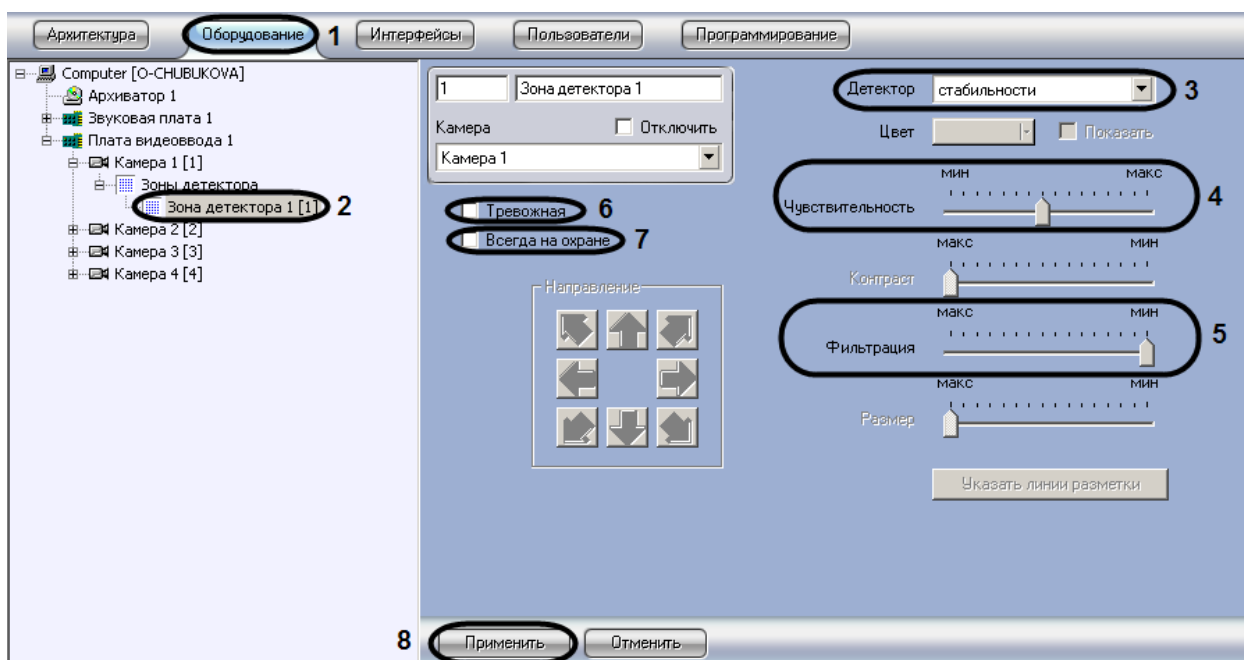 Архитектура Оборудование 1 Интерфейсы Пользователи Программирование
Computer [O-CHUBUKOVA]
Архиватор 1
Звуковая плата 1
Плата видеоввода 1
Камера 1 [1]
Зоны детектора
Зона детектора 1 [1] 2
Камера 2 [2]
Камера 3 [3]
Камера 4 [4]
1 Зона детектора 1
Камера Отключить
Камера 1
Тревожная 6
Всегда на охране 7
Направление
Детектор стабильности 3
Цвет Показать
мин макс
Чувствительность 4
макс мин
Контраст
макс мин
Фильтрация 5
макс мин
Размер
Указать линии разметки
8 Применить Отменить